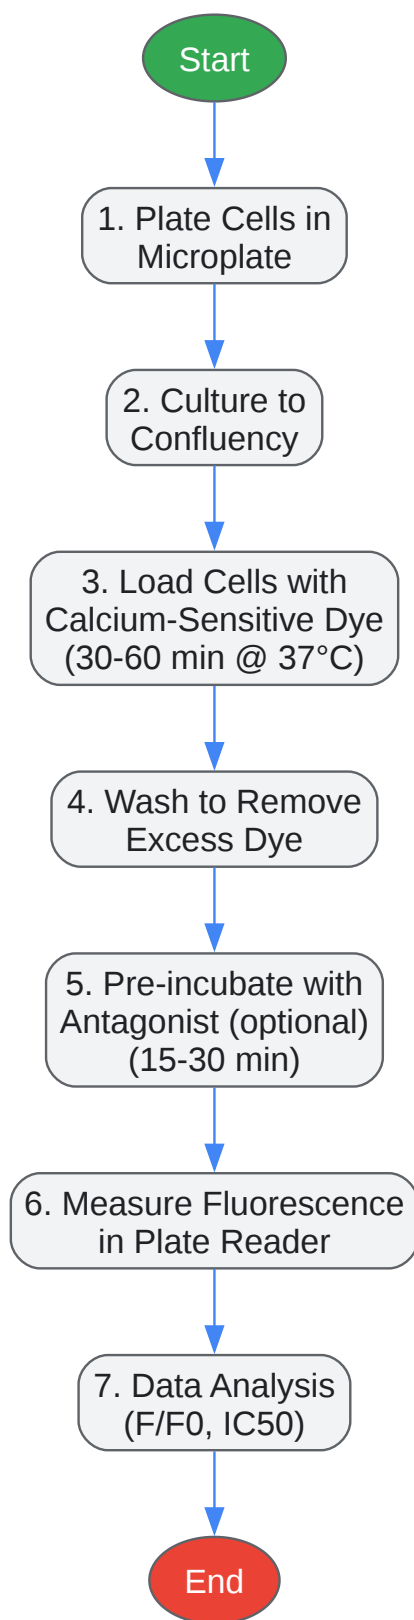 Start
1. Plate Cells in
Microplate
2. Culture to
Confluency
3. Load Cells with
Calcium-Sensitive Dye
(30-60 min @ 37°C)
4. Wash to Remove
Excess Dye
5. Pre-incubate with
Antagonist (optional)
(15-30 min)
6. Measure Fluorescence
in Plate Reader
7. Data Analysis
(F/F0, IC50)
End